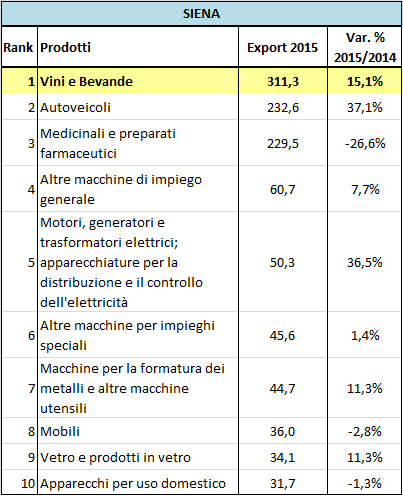 SIENA
Rank Prodotti Export 2015 Var. % 2015/2014
1 Vini e Bevande 311,3 15,1%
2 Autoveicoli 232,6 37,1%
3 Medicinali e preparati farmaceutici 229,5 -26,6%
4 Altre macchine di impiego generale 60,7 7,7%
5 Motori, generatori e trasformatori elettrici; apparecchiature per la distribuzione e il controllo dell'elettricità 50,3 36,5%
6 Altre macchine per impieghi speciali 45,6 1,4%
7 Macchine per la formatura dei metalli e altre macchine utensili 44,7 11,3%
8 Mobili 36,0 -2,8%
9 Vetro e prodotti in vetro 34,1 11,3%
10 Apparecchi per uso domestico 31,7 -1,3%